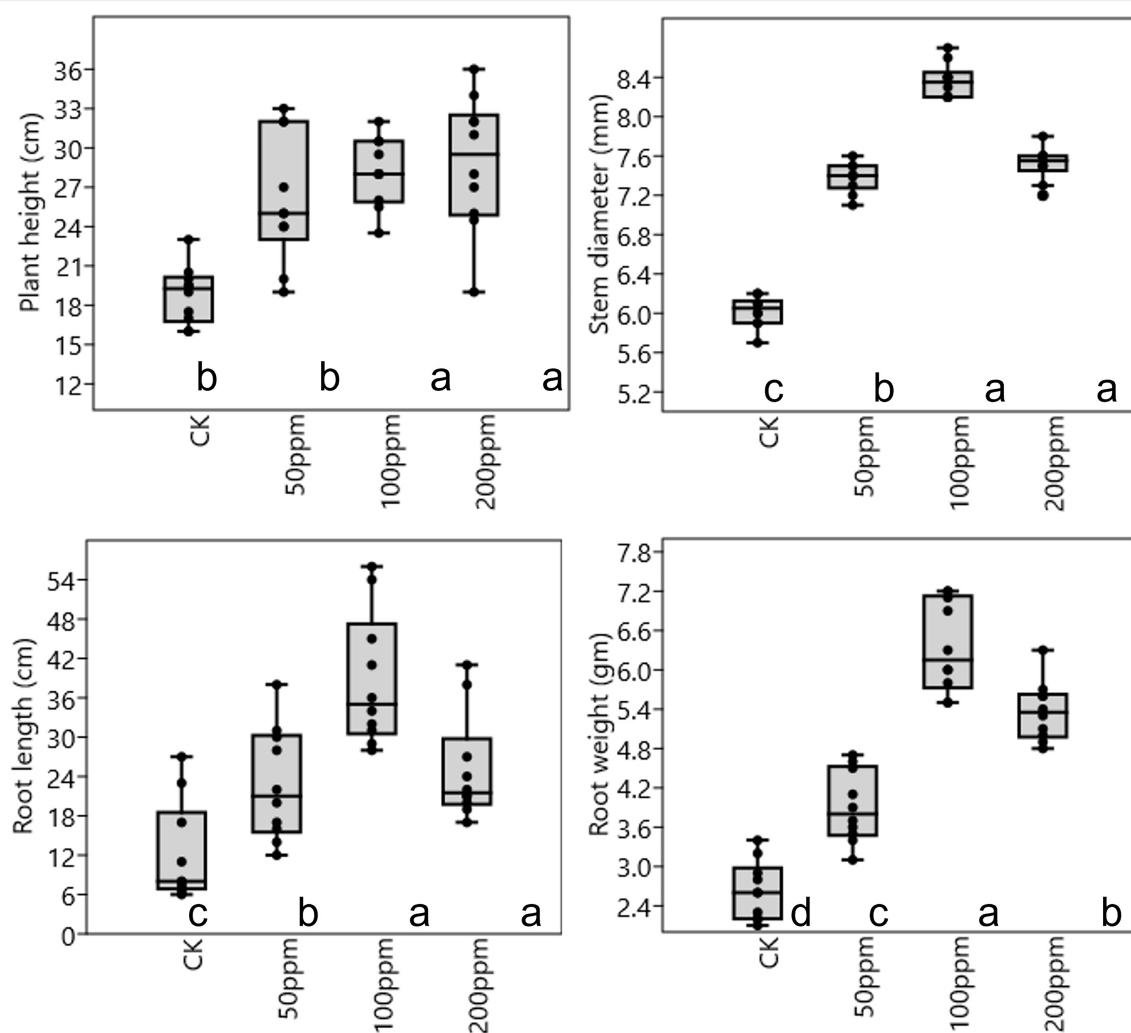 Plant height (cm)
36
33
30
27
24
21
18
15
12
b b a a
CK
50ppm
100ppm
200ppm
Stem diameter (mm)
8.4
8.0
7.6
7.2
6.8
6.4
6.0
5.6
5.2
c b a a
CK
50ppm
100ppm
200ppm
Root length (cm)
54
48
42
36
30
24
18
12
6
0
c b a a
CK
50ppm
100ppm
200ppm
Root weight (gm)
7.8
7.2
6.6
6.0
5.4
4.8
4.2
3.6
3.0
2.4
d c a b
CK
50ppm
100ppm
200ppm